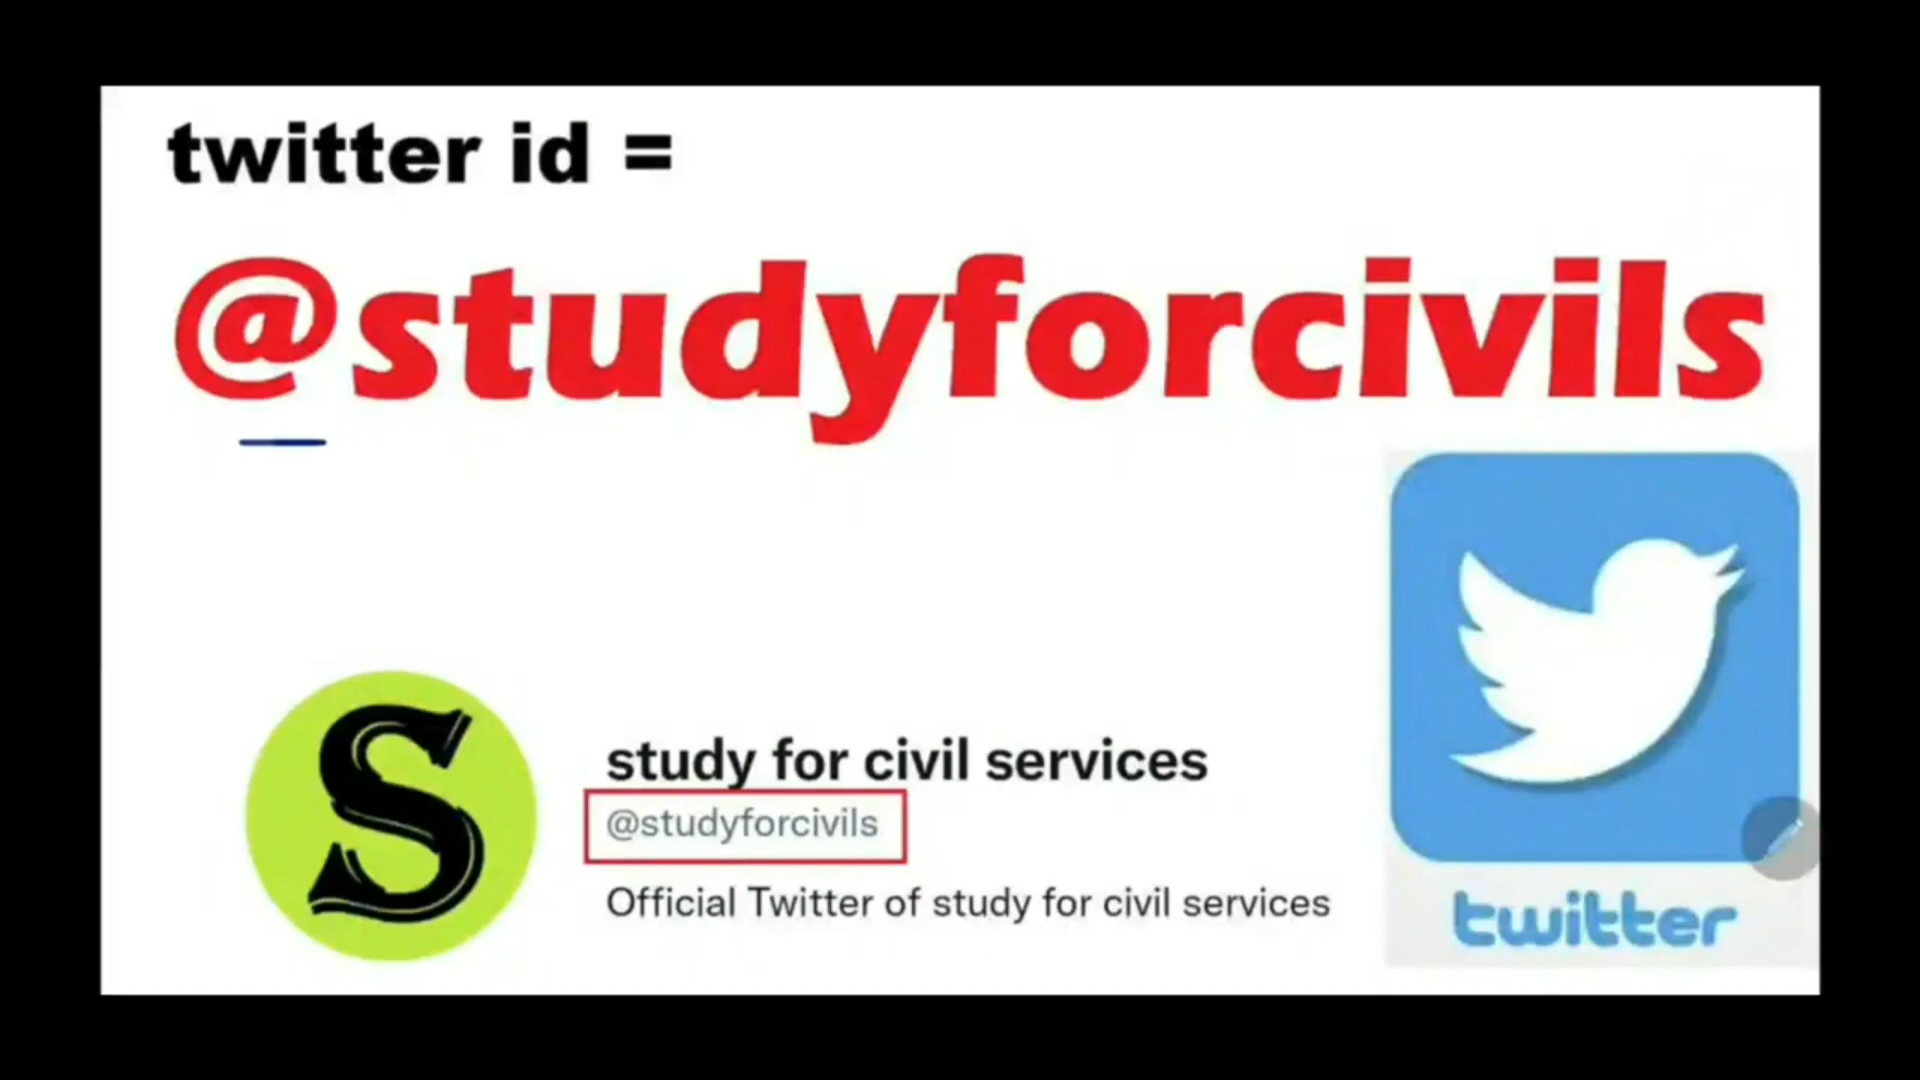 twitter id =
@studyforcivils
S
study for civil services
@studyforcivils
Official Twitter of study for civil services
twitter